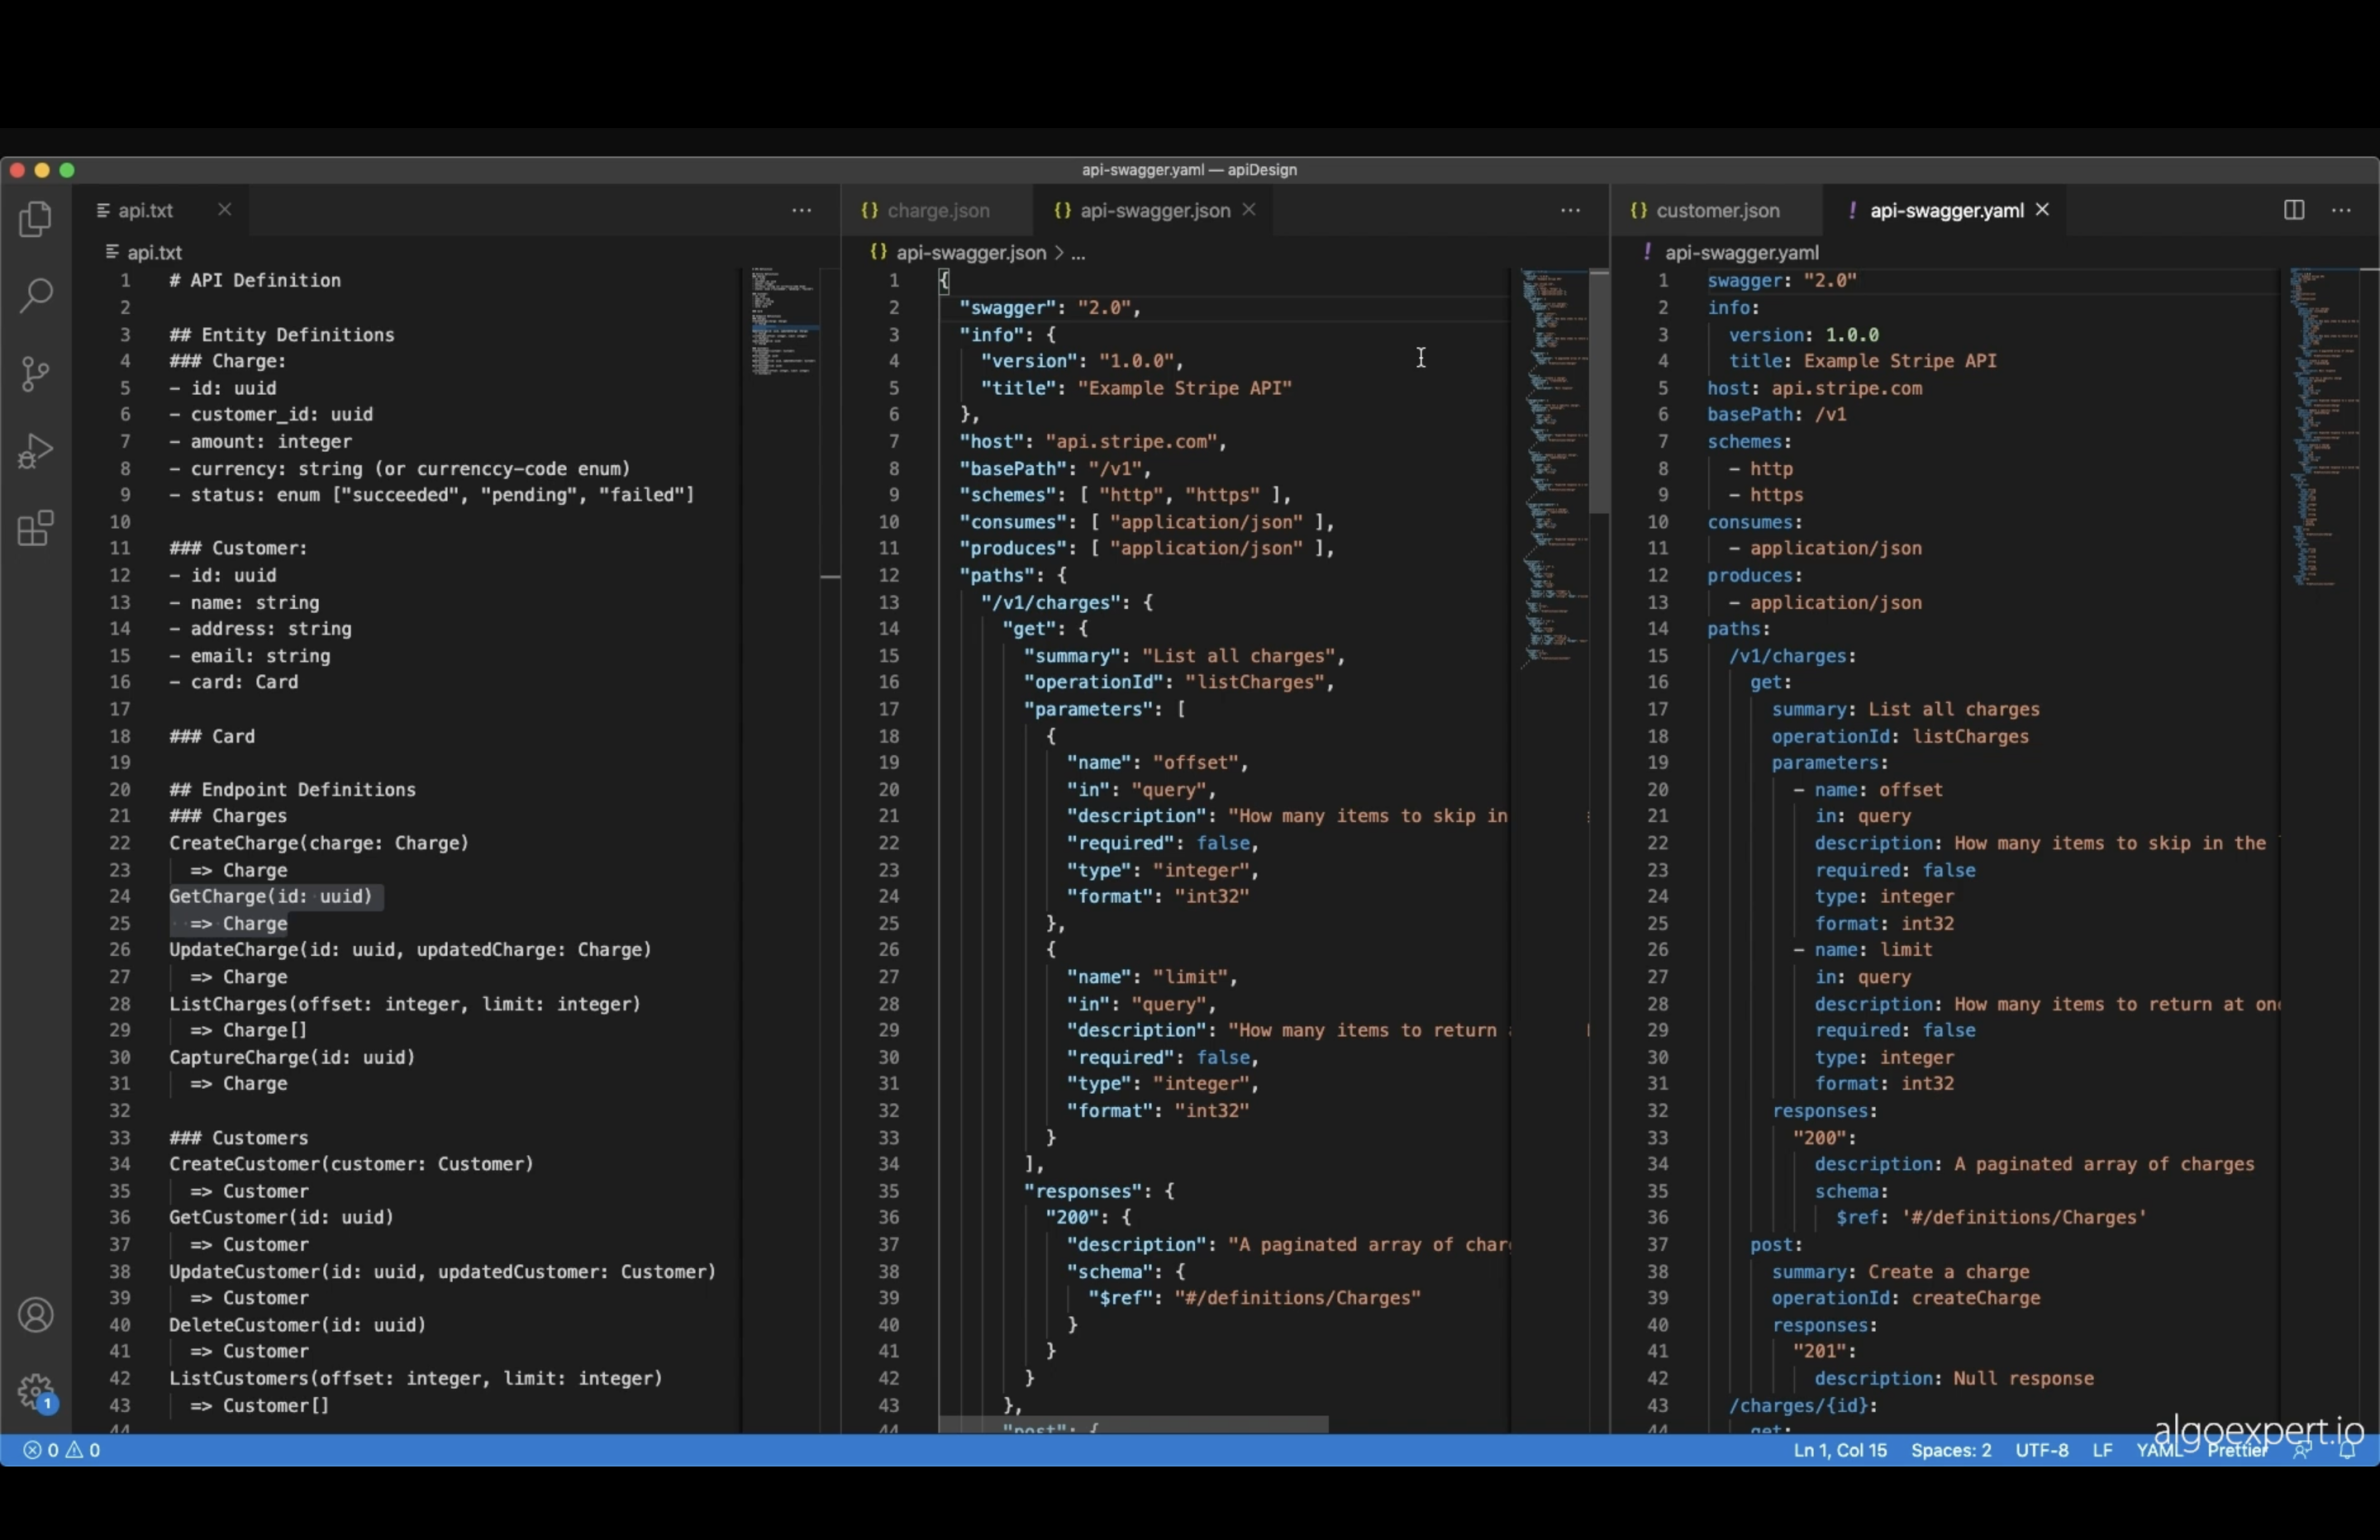 api-swagger.yaml — apiDesign
api.txt
api.txt
1 # API Definition
2
3 ## Entity Definitions
4 ### Charge:
5 - id: uuid
6 - customer_id: uuid
7 - amount: integer
8 - currency: string (or currenccy-code enum)
9 - status: enum ["succeeded", "pending", "failed"]
10
11 ### Customer:
12 - id: uuid
13 - name: string
14 - address: string
15 - email: string
16 - card: Card
17
18 ### Card
19
20 ## Endpoint Definitions
21 ### Charges
22 CreateCharge(charge: Charge)
23 => Charge
24 GetCharge(id: uuid)
25 => Charge
26 UpdateCharge(id: uuid, updatedCharge: Charge)
27 => Charge
28 ListCharges(offset: integer, limit: integer)
29 => Charge[]
30 CaptureCharge(id: uuid)
31 => Charge
32
33 ### Customers
34 CreateCustomer(customer: Customer)
35 => Customer
36 GetCustomer(id: uuid)
37 => Customer
38 UpdateCustomer(id: uuid, updatedCustomer: Customer)
39 => Customer
40 DeleteCustomer(id: uuid)
41 => Customer
42 ListCustomers(offset: integer, limit: integer)
43 => Customer[]
44
{} charge.json {} api-swagger.json
{} api-swagger.json > ...
1 {
2 "swagger": "2.0",
3 "info": {
4 "version": "1.0.0",
5 "title": "Example Stripe API"
6 },
7 "host": "api.stripe.com",
8 "basePath": "/v1",
9 "schemes": [ "http", "https" ],
10 "consumes": [ "application/json" ],
11 "produces": [ "application/json" ],
12 "paths": {
13 "/v1/charges": {
14 "get": {
15 "summary": "List all charges",
16 "operationId": "listCharges",
17 "parameters": [
18 {
19 "name": "offset",
20 "in": "query",
21 "description": "How many items to skip in
22 "required": false,
23 "type": "integer",
24 "format": "int32"
25 },
26 {
27 "name": "limit",
28 "in": "query",
29 "description": "How many items to return
30 "required": false,
31 "type": "integer",
32 "format": "int32"
33 }
34 ],
35 "responses": {
36 "200": {
37 "description": "A paginated array of char
38 "schema": {
39 "$ref": "#/definitions/Charges"
40 }
41 }
42 }
43 },
44 "post": {
{} customer.json ! api-swagger.yaml
! api-swagger.yaml
1 swagger: "2.0"
2 info:
3 version: 1.0.0
4 title: Example Stripe API
5 host: api.stripe.com
6 basePath: /v1
7 schemes:
8 - http
9 - https
10 consumes:
11 - application/json
12 produces:
13 - application/json
14 paths:
15 /v1/charges:
16 get:
17 summary: List all charges
18 operationId: listCharges
19 parameters:
20 - name: offset
21 in: query
22 description: How many items to skip in the
23 required: false
24 type: integer
25 format: int32
26 - name: limit
27 in: query
28 description: How many items to return at on
29 required: false
30 type: integer
31 format: int32
32 responses:
33 "200":
34 description: A paginated array of charges
35 schema:
36 $ref: '#/definitions/Charges'
37 post:
38 summary: Create a charge
39 operationId: createCharge
40 responses:
41 "201":
42 description: Null response
43 /charges/{id}:
44 get:
1
algoexpert.io
0 0 Ln 1, Col 15 Spaces: 2 UTF-8 LF YAML Prettier